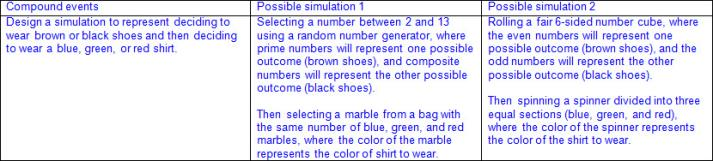 Compound events
Possible simulation 1
Possible simulation 2
Design a simulation to represent deciding to
wear brown or black shoes and then deciding
to wear a blue, green, or red shirt.
Selecting a number between 2 and 13
using a random number generator, where
prime numbers will represent one possible
outcome (brown shoes), and composite
numbers will represent the other possible
outcome (black shoes).
Then selecting a marble from a bag with
the same number of blue, green, and red
marbles, where the color of the marble
represents the color of shirt to wear.
Rolling a fair 6-sided number cube, where
the even numbers will represent one
possible outcome (brown shoes), and the
odd numbers will represent the other
possible outcome (black shoes).
Then spinning a spinner divided into three
equal sections (blue, green, and red),
where the color of the spinner represents
the color of the shirt to wear.